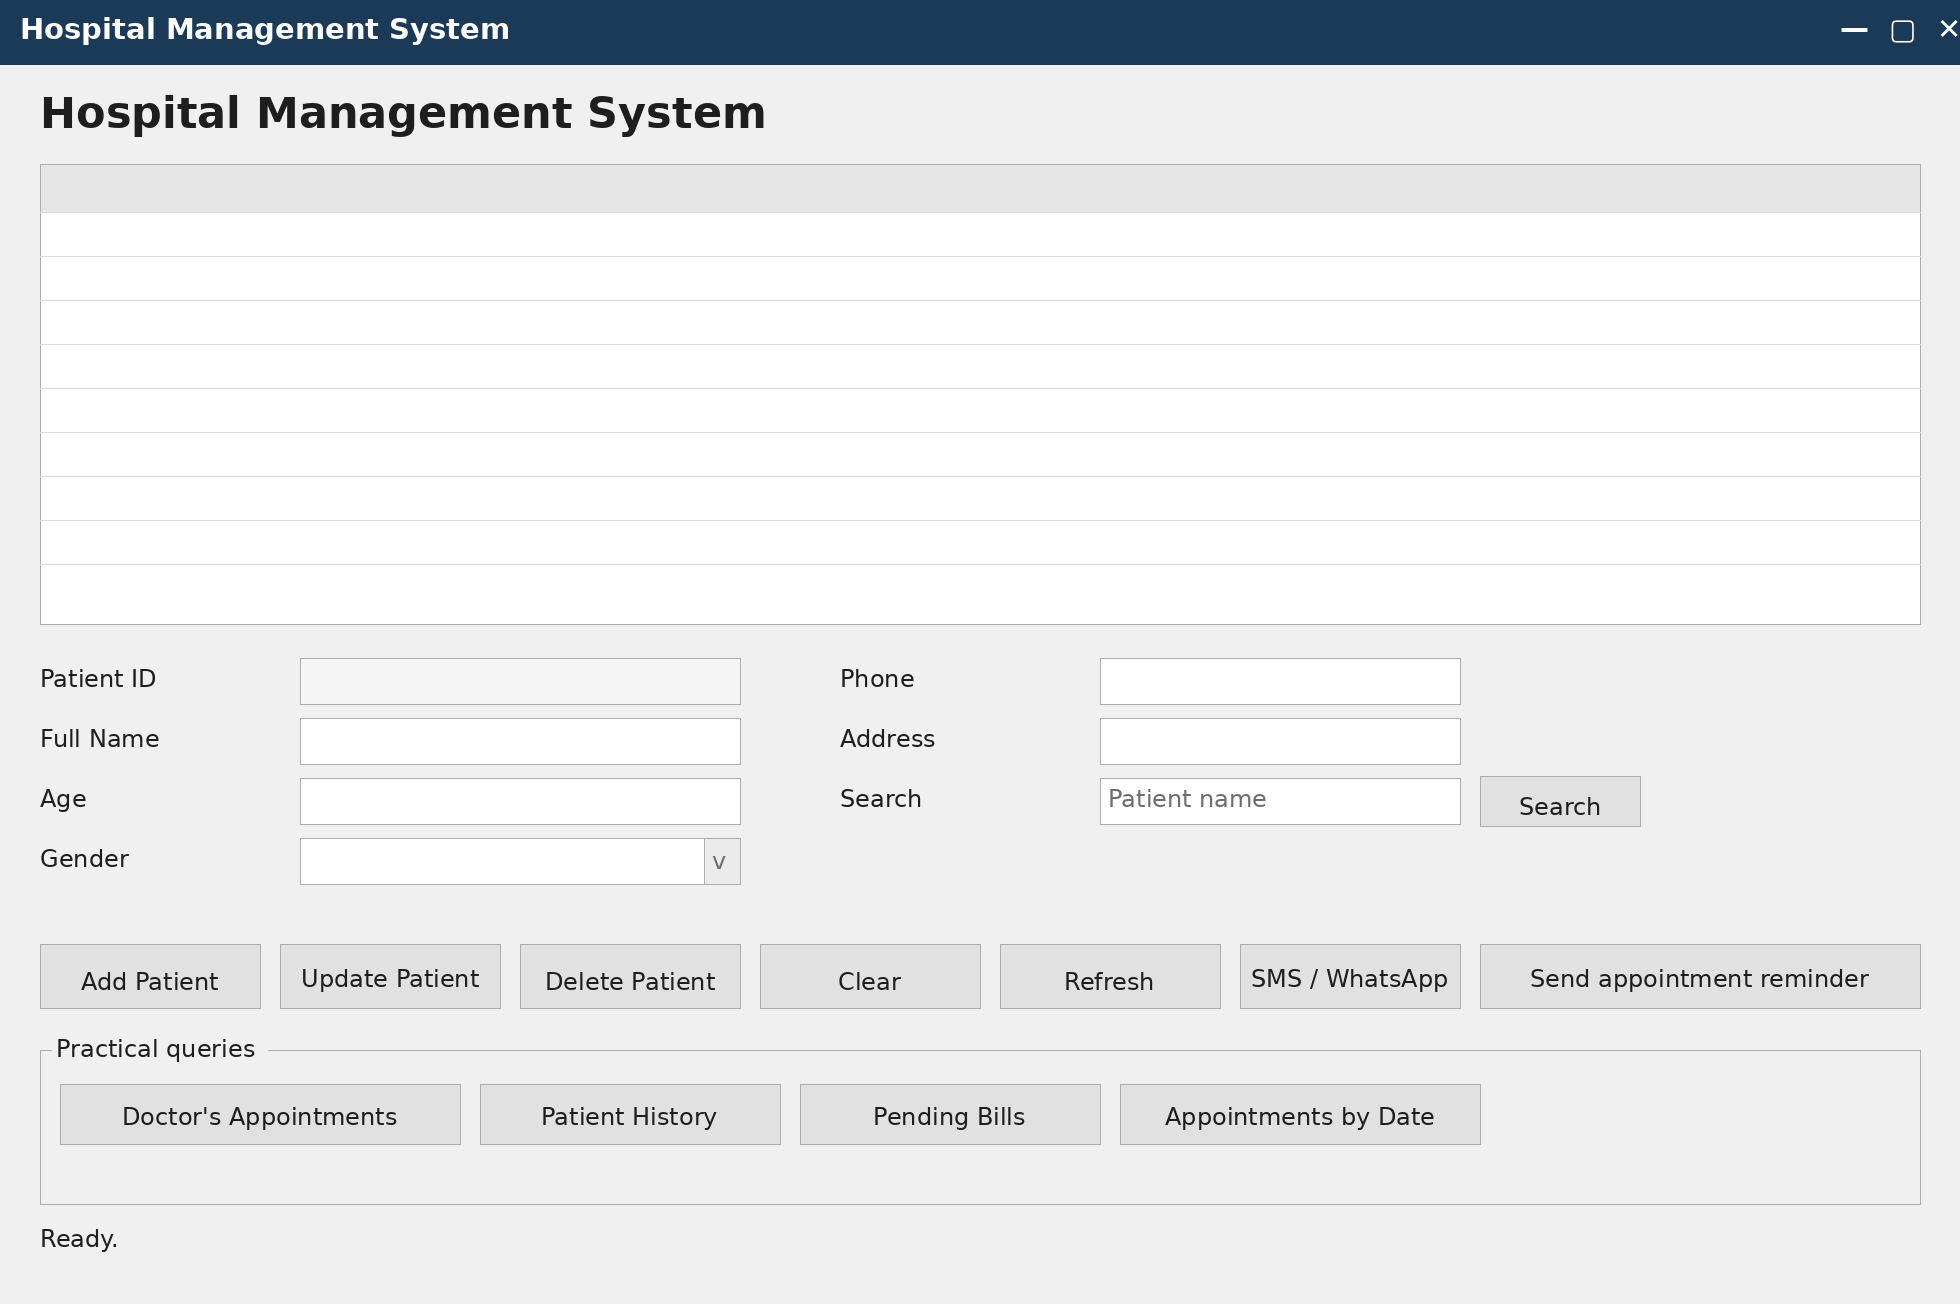 Hospital Management System
Hospital Management System
Patient ID
Phone
Full Name
Address
Age
Search
Patient name
Search
Gender
v
Add Patient
Update Patient
Delete Patient
Clear
Refresh
SMS / WhatsApp
Send appointment reminder
Practical queries
Doctor's Appointments
Patient History
Pending Bills
Appointments by Date
Ready.